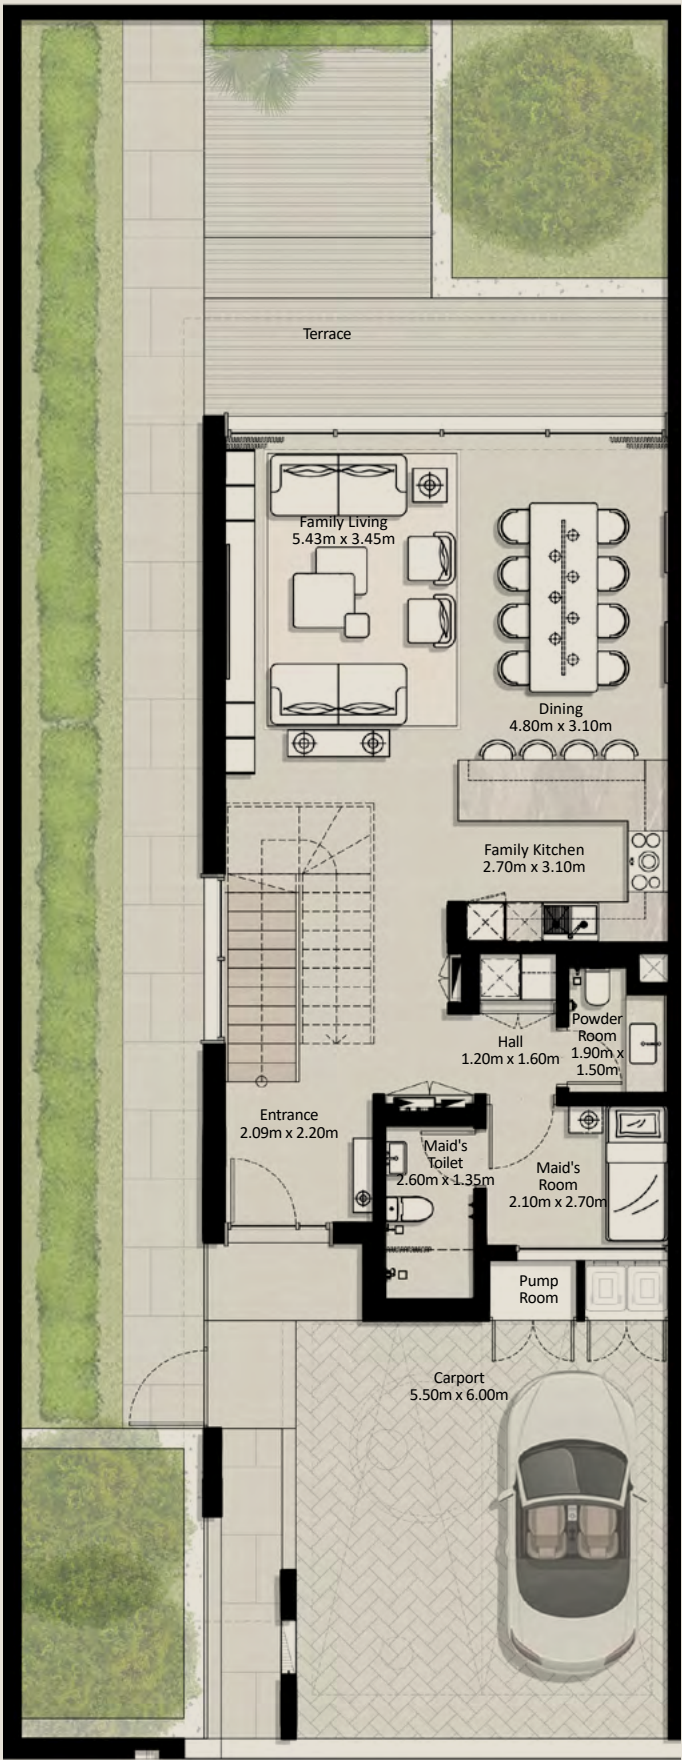 Terrace
Family Living
5.43m x 3.45m
Dining
4.80m x 3.10m
Family Kitchen
2.70m x 3.10m
Powder
Room
1.90m x
1.50m
Hall
1.20m x 1.60m
Entrance
2.09m x 2.20m
Maid's
Toilet
2.60m x 1.35m
Maid's
Room
2.10m x 2.70m
Pump
Room
Carport
5.50m x 6.00m